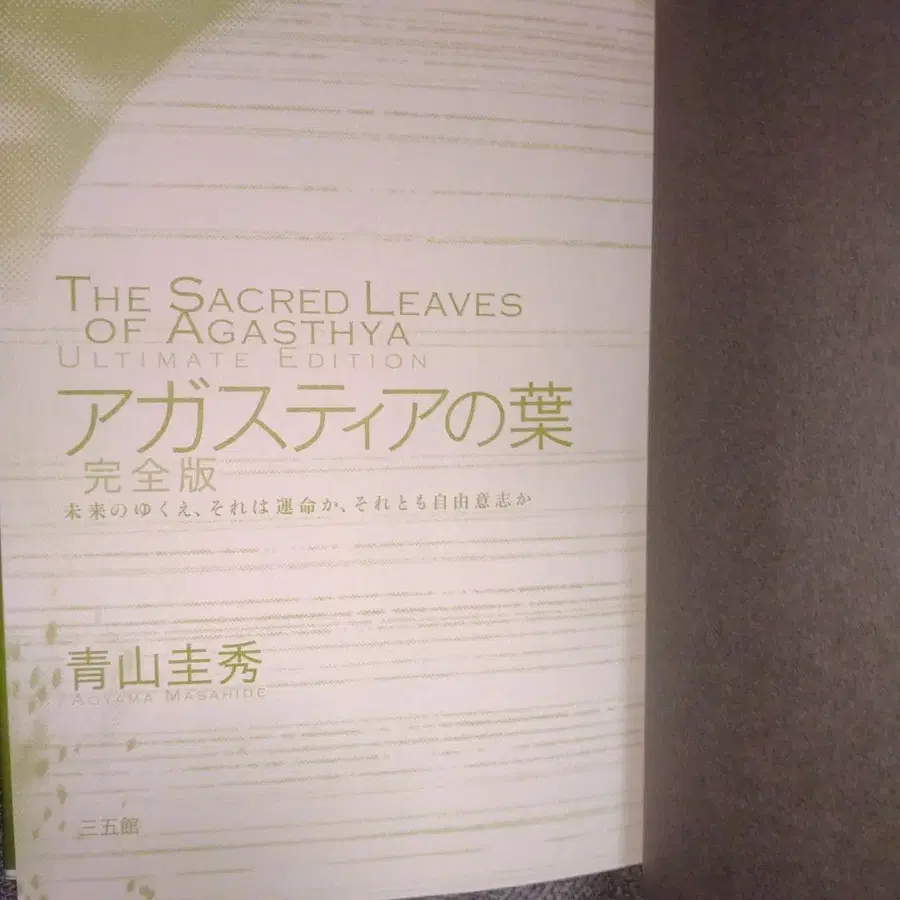 THE SACRED LEAVES
OF AGASTHYA
ULTIMATE EDITION
アガスティアの葉
完全版
未来のゆくえ、それは運命か、それとも自由意志か
青山圭秀
AOYAMA MASAHIDE
三五館